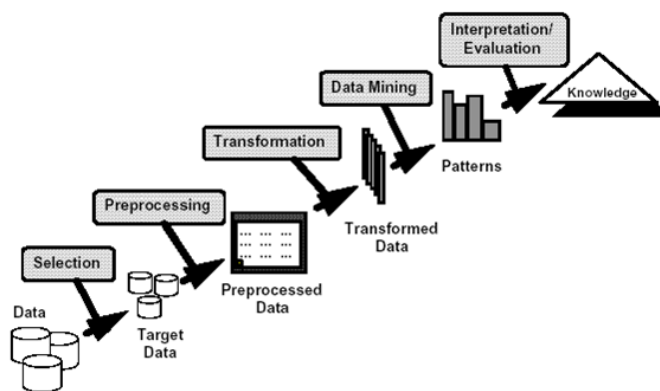 Interpretation/
Evaluation
Data Mining
Knowledge
Transformation
Patterns
Preprocessing
Transformed
Data
Selection
Preprocessed
Data
Data
Target
Data